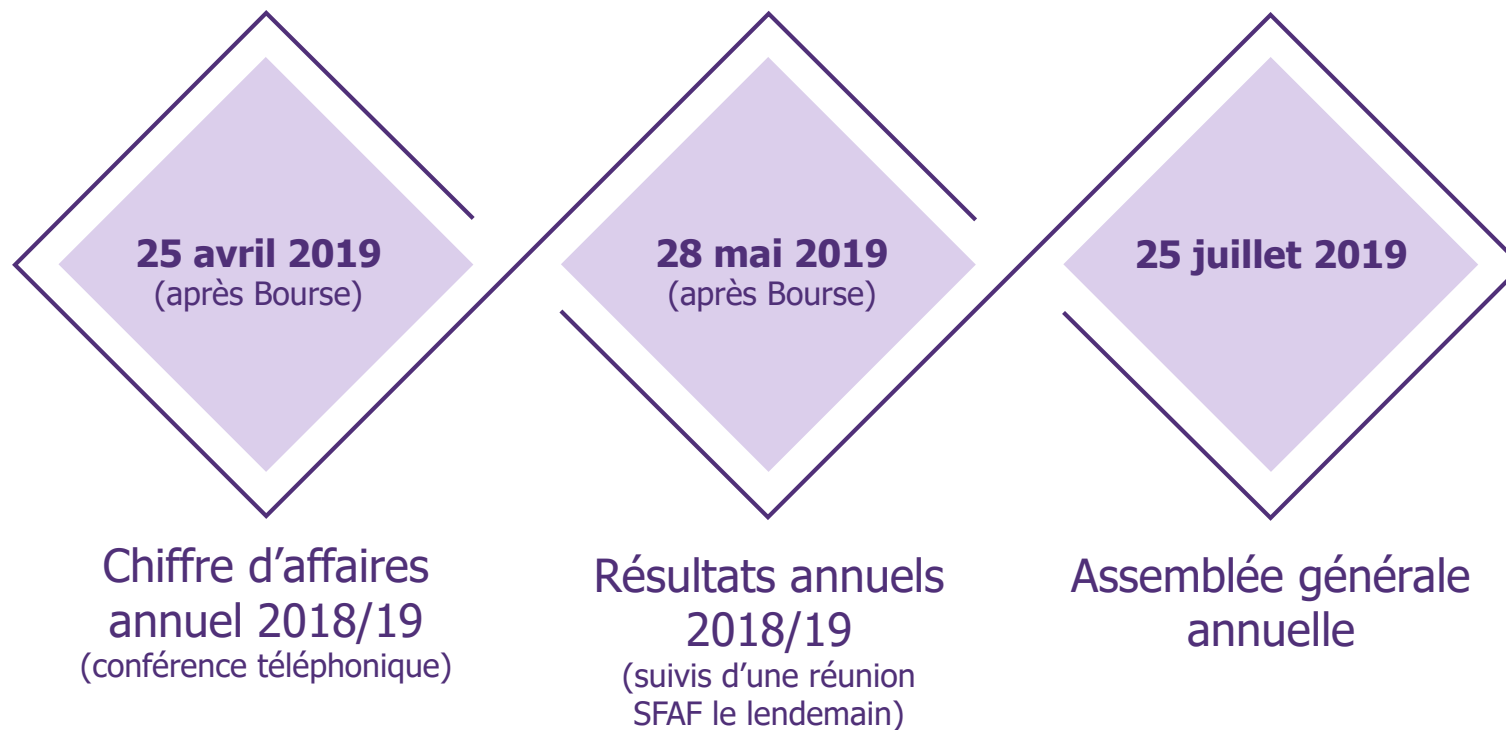 25 avril 2019
(après Bourse)
Chiffre d’affaires
annuel 2018/19
(conférence téléphonique)
28 mai 2019
(après Bourse)
Résultats annuels
2018/19
(suivis d’une réunion
SFAF le lendemain)
25 juillet 2019
Assemblée générale
annuelle